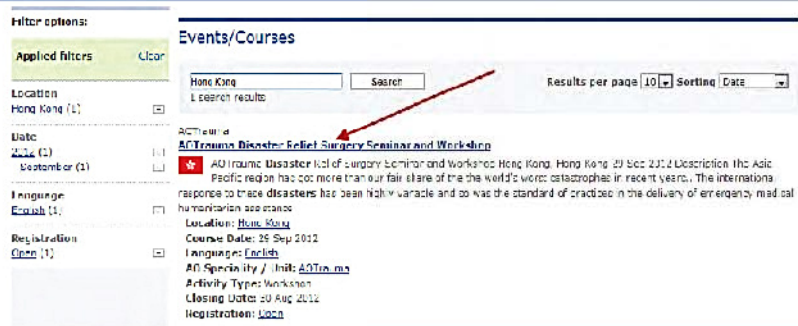 Filter options:
Applied filters Clear
Location
Hong Kong (1)
Date
2012 (1)
September (1)
Language
English (1)
Registration
Open (1)
Events/Courses
Hong Kong Search Results per page 10 Sorting Date
1 search results
AOTrauma
AOTrauma Disaster Relief Surgery Seminar and Workshop
AOTrauma Disaster Relief Surgery Seminar and Workshop Hong Kong, Hong Kong 29 Sep 2012 Description The Asia
Pacific region has got more than our fair share of the the world's worst catastrophes in recent years.. The international
response to these disasters has been highly variable and so was the standard of practices in the delivery of emergency medical
humanitarian assistance
Location: Hong Kong
Course Date: 29 Sep 2012
Language: English
AO Speciality / Unit: AOTrauma
Activity Type: Workshop
Closing Date: 30 Aug 2012
Registration: Open